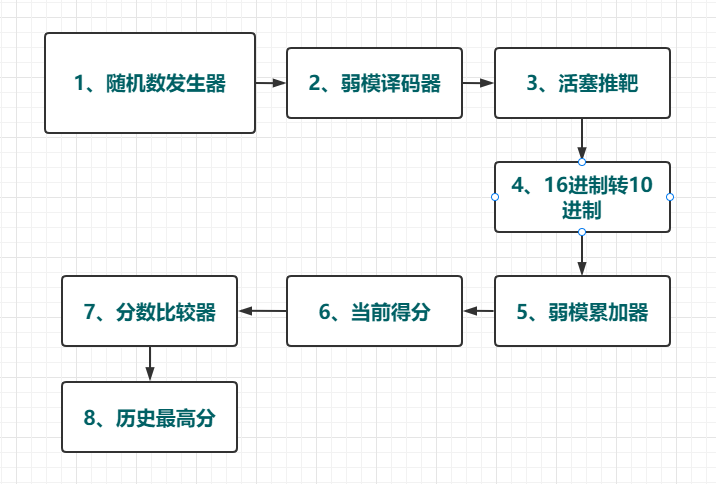 1、随机数发生器
2、弱模译码器
3、活塞推靶
4、16进制转10
进制
5、弱模累加器
6、当前得分
7、分数比较器
8、历史最高分